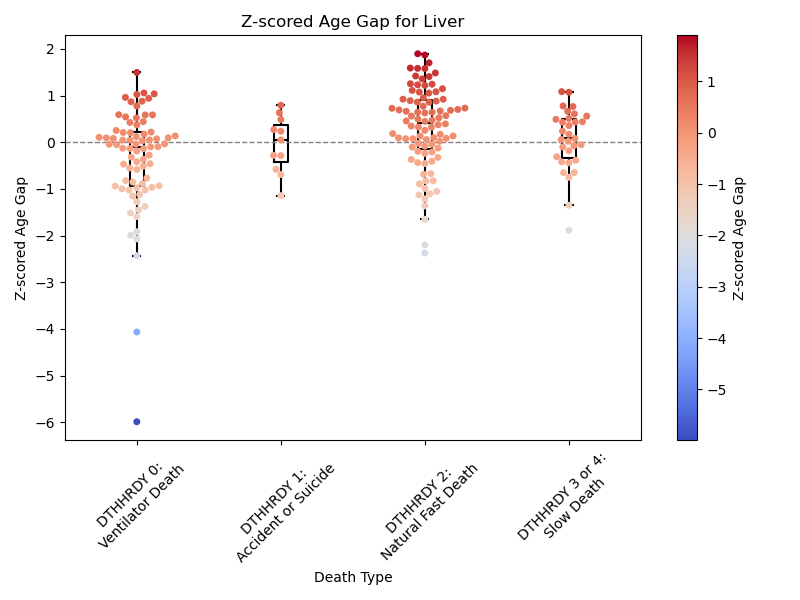 Z-scored Age Gap for Liver
Z-scored Age Gap
2
1
0
−1
−2
−3
−4
−5
−6
DTHHRDY 0:
Ventilator Death
DTHHRDY 1:
Accident or Suicide
DTHHRDY 2:
Natural Fast Death
DTHHRDY 3 or 4:
Slow Death
Death Type
1
0
−1
−2
−3
−4
−5
Z-scored Age Gap